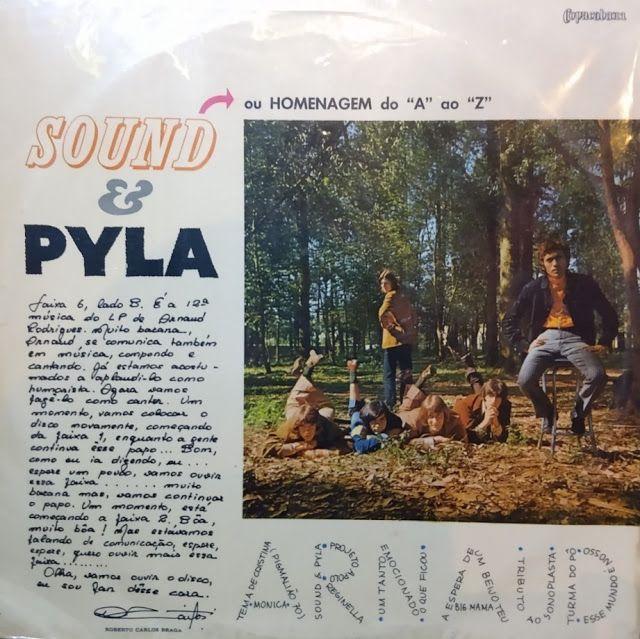 Copacabana
ou HOMENAGEM do "A" ao "Z"
SOUND
&
PYLA
faixa 6, lado B. É a 12ª
música do LP de Arnaud
Rodrigues. Muito bacana.,
Arnaud, se comunica também
em música, compondo e
cantando. Já estamos acostu-
mados a aplaudi-lo como
humorista. Agora vamos
fazê-lo como cantor. Um
momento, vamos colocar o
disco novamente, começando
da faixa 1, enquanto a gente
continua êsse papo... Bom,
como eu ia dizendo, eu....
espere um pouco, vamos ouvir
essa faixa ........ muito
bacana mas, vamos continuar
o papo. Um momento, está
começando a faixa 2. Bôa,
muito bôa! Mas estávamos
falando de comunicação, espere,
espere, quero ouvir mais essa
faixa .........
Olha, vamos ouvir o disco,
eu sou fan dêsse cara.
ROBERTO CARLOS BRAGA
TEMA DE CRISTINA
(PIGMALIÃO 70)
• MONICA •
SOUND & PYLA
PROJETO APOLO
REGINELLA
UM TANTO
EMOCIONADO
O QUE FICOU
A ESPERA DE
UM BEIJO TEU
BIG MAMA
TRIBUTO
AO SONOPLASTA
TURMA DO PÔ
ESSE MUNDO É NOSSO